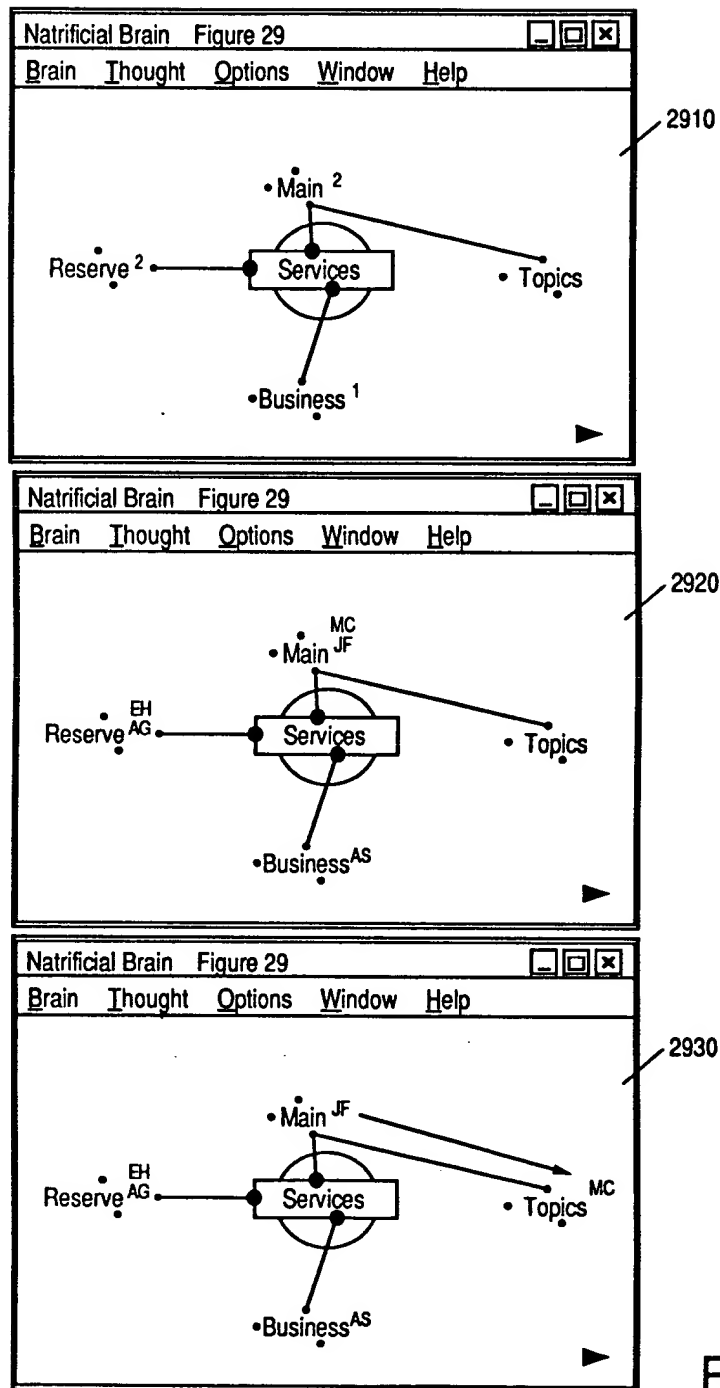 Natrificial Brain Figure 29
Brain Thought Options Window Help
2910
Main 2
Reserve 2
Services
Topics
Business 1
Natrificial Brain Figure 29
Brain Thought Options Window Help
2920
MC
Main JF
EH
Reserve AG
Services
Topics
Business AS
Natrificial Brain Figure 29
Brain Thought Options Window Help
2930
Main JF
EH
MC
Reserve AG
Services
Topics
Business AS